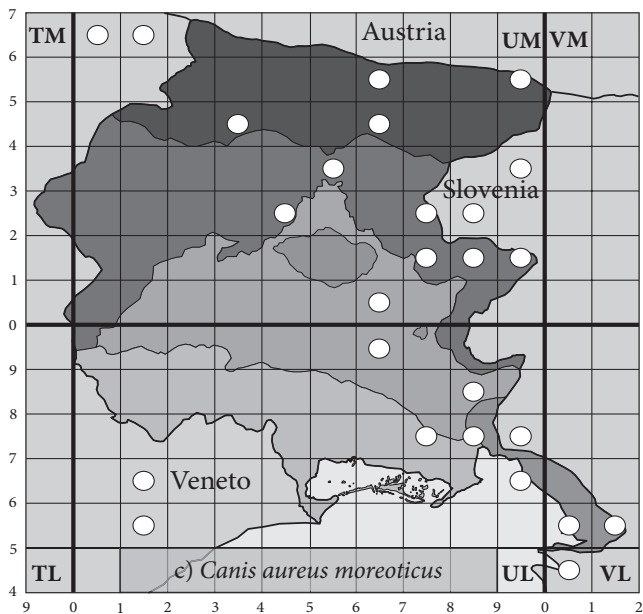 7
TM Austria UM VM
6
5
4
3 Slovenia
2
1
0
9
8
7
Veneto
6
5
TL c) Canis aureus moreoticus UL VL
4
9 0 1 2 3 4 5 6 7 8 9 0 1 2